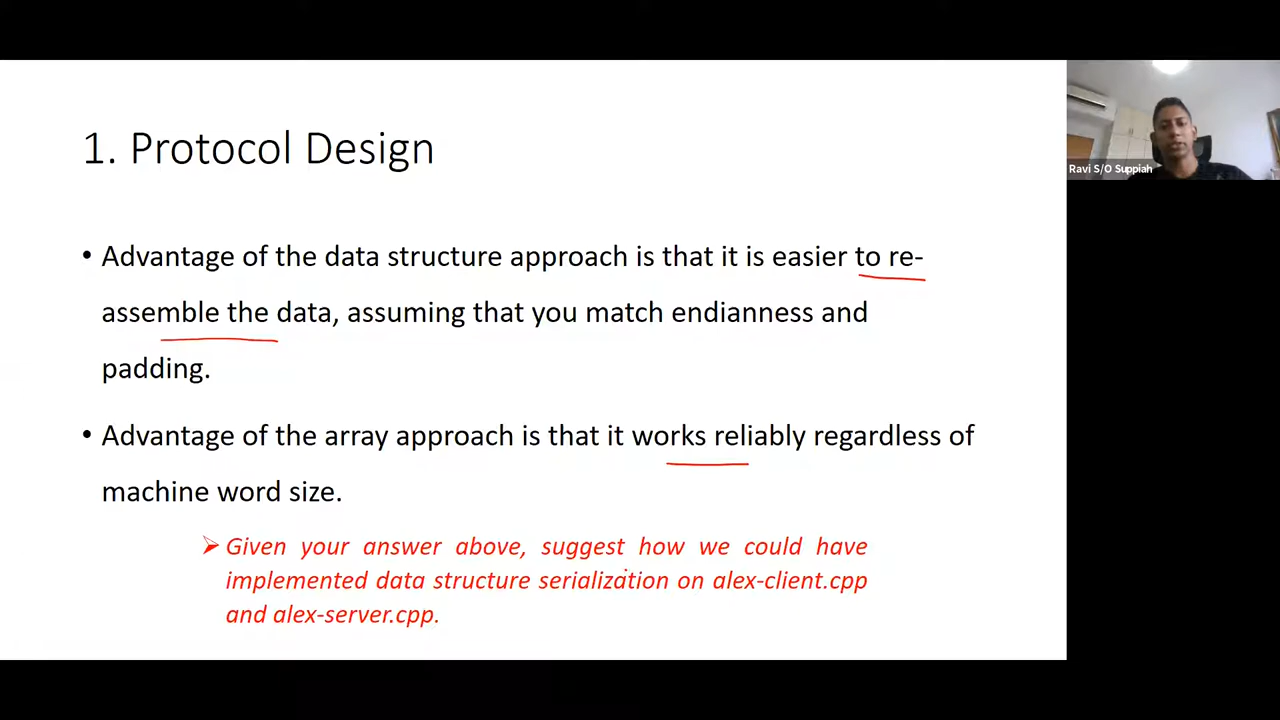 1. Protocol Design
• Advantage of the data structure approach is that it is easier to re-
assemble the data, assuming that you match endianness and
padding.
• Advantage of the array approach is that it works reliably regardless of
machine word size.
➢ Given your answer above, suggest how we could have
implemented data structure serialization on alex-client.cpp
and alex-server.cpp.
Ravi S/O Suppiah